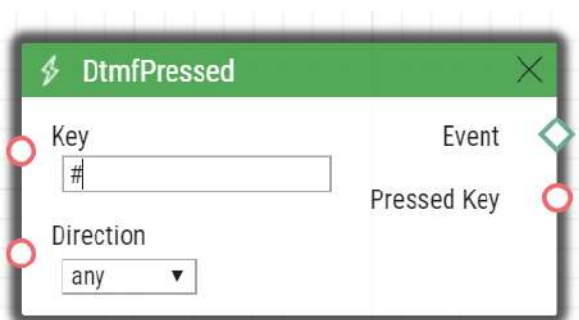 DtmfPressed
Key
Event
#
Pressed Key
Direction
any